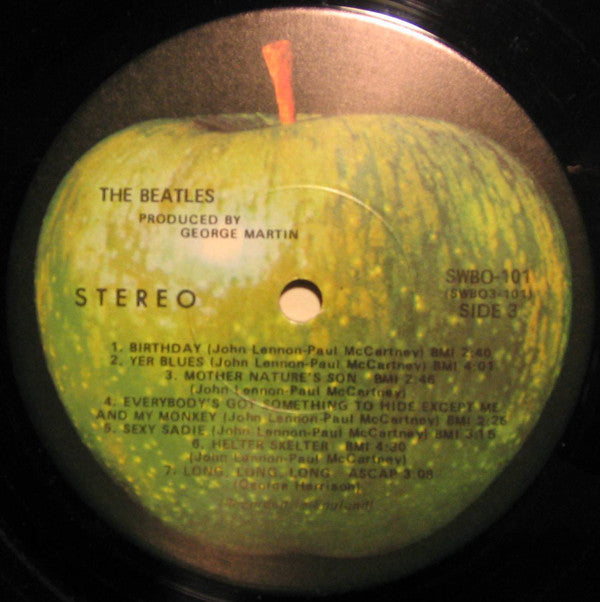 THE BEATLES
PRODUCED BY
GEORGE MARTIN
STEREO
SWBO-101
(SWBO3-101)
SIDE 3
1. BIRTHDAY (John Lennon-Paul McCartney) BMI 2:40
2. YER BLUES (John Lennon-Paul McCartney) BMI 4:01
3. MOTHER NATURE'S SON BMI 2:46
(John Lennon-Paul McCartney)
4. EVERYBODY'S GOT SOMETHING TO HIDE EXCEPT ME
AND MY MONKEY (John Lennon-Paul McCartney) BMI 2:25
5. SEXY SADIE (John Lennon-Paul McCartney) BMI 3:15
6. HELTER SKELTER BMI 4:30
(John Lennon-Paul McCartney)
7. LONG, LONG, LONG ASCAP 3:08
(George Harrison)
(Recorded in England)